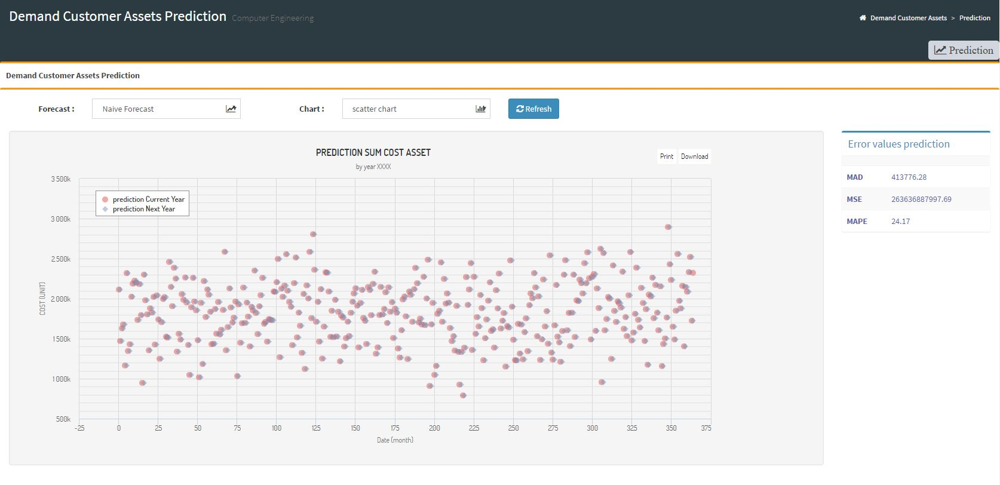 Demand Customer Assets Prediction Computer Engineering
Demand Customer Assets > Prediction
Prediction
Demand Customer Assets Prediction
Forecast : Naive Forecast Chart : scatter chart Refresh
PREDICTION SUM COST ASSET
by year XXXX
Print Download
prediction Current Year
prediction Next Year
3 500k
3 000k
2 500k
2 000k
1 500k
1 000k
500k
COST (UNIT)
-25 0 25 50 75 100 125 150 175 200 225 250 275 300 325 350 375
Date (month)
Error values prediction
MAD 413776.28
MSE 263636887997.69
MAPE 24.17